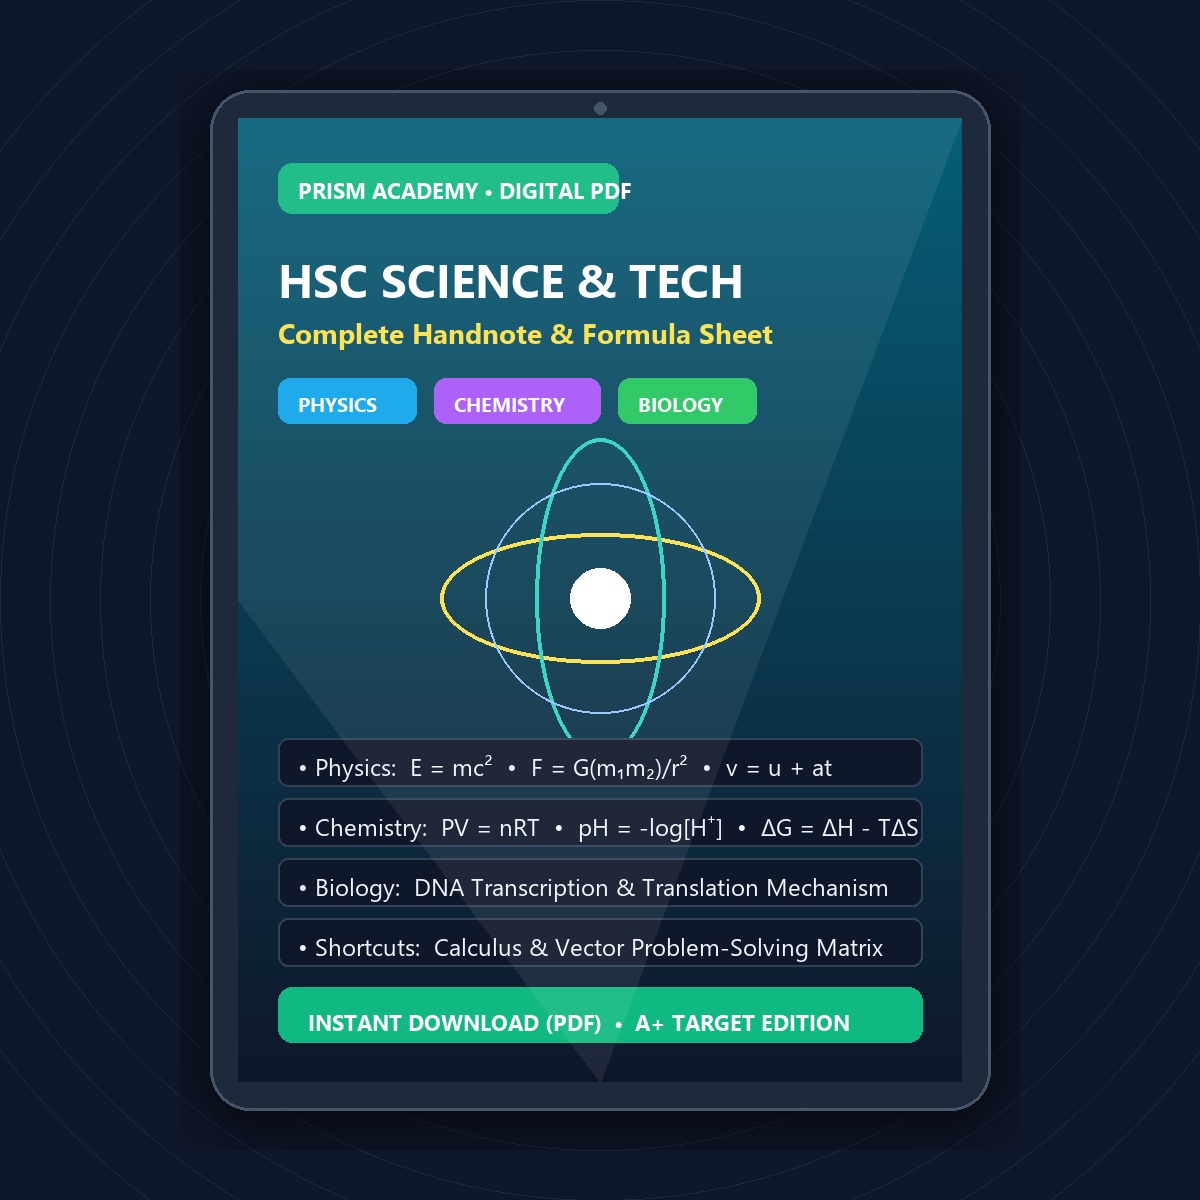 PRISM ACADEMY • DIGITAL PDF
HSC SCIENCE & TECH
Complete Handnote & Formula Sheet
PHYSICS CHEMISTRY BIOLOGY
• Physics: E = mc² • F = G(m₁m₂)/r² • v = u + at
• Chemistry: PV = nRT • pH = -log[H⁺] • ΔG = ΔH - TΔS
• Biology: DNA Transcription & Translation Mechanism
• Shortcuts: Calculus & Vector Problem-Solving Matrix
INSTANT DOWNLOAD (PDF) • A+ TARGET EDITION